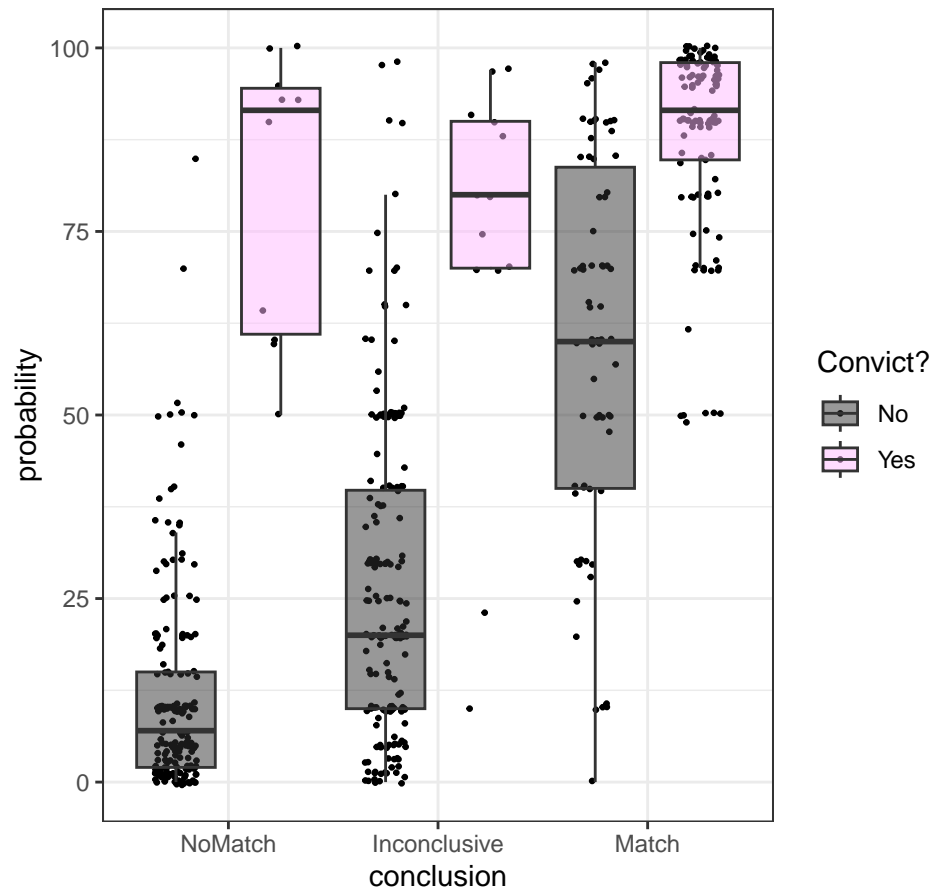 100
75
50
25
0
probability
NoMatch
Inconclusive
Match
conclusion
Convict?
No
Yes